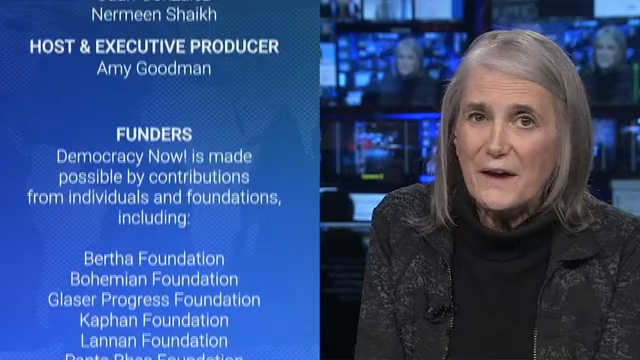 Nermeen Shaikh
HOST & EXECUTIVE PRODUCER
Amy Goodman
FUNDERS
Democracy Now! is made
possible by contributions
from individuals and foundations,
including:
Bertha Foundation
Bohemian Foundation
Glaser Progress Foundation
Kaphan Foundation
Lannan Foundation